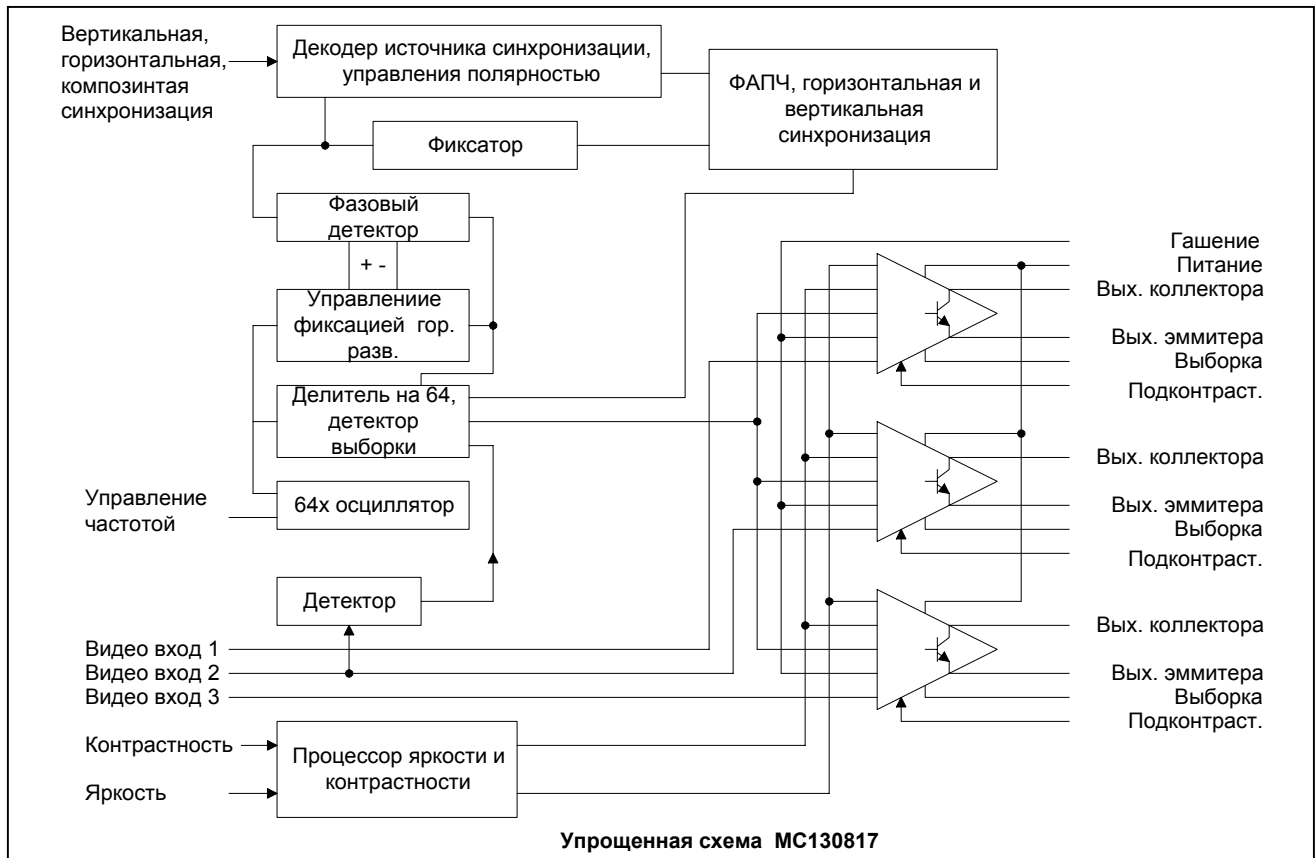 Вертикальная,
горизонтальная,
композинтая
синхронизация
Декодер источника синхронизации,
управления полярностью
ФАПЧ, горизонтальная и
вертикальная
синхронизация
Фиксатор
Фазовый
детектор
+ -
Управлениие
фиксацией гор.
разв.
Делитель на 64,
детектор
выборки
64x осциллятор
Управление
частотой
Детектор
Видео вход 1
Видео вход 2
Видео вход 3
Контрастность
Яркость
Процессор яркости и
контрастности
Гашение
Питание
Вых. коллектора
Вых. эммитера
Выборка
Подконтраст.
Вых. коллектора
Вых. эммитера
Выборка
Подконтраст.
Вых. коллектора
Вых. эммитера
Выборка
Подконтраст.
Упрощенная схема MC130817